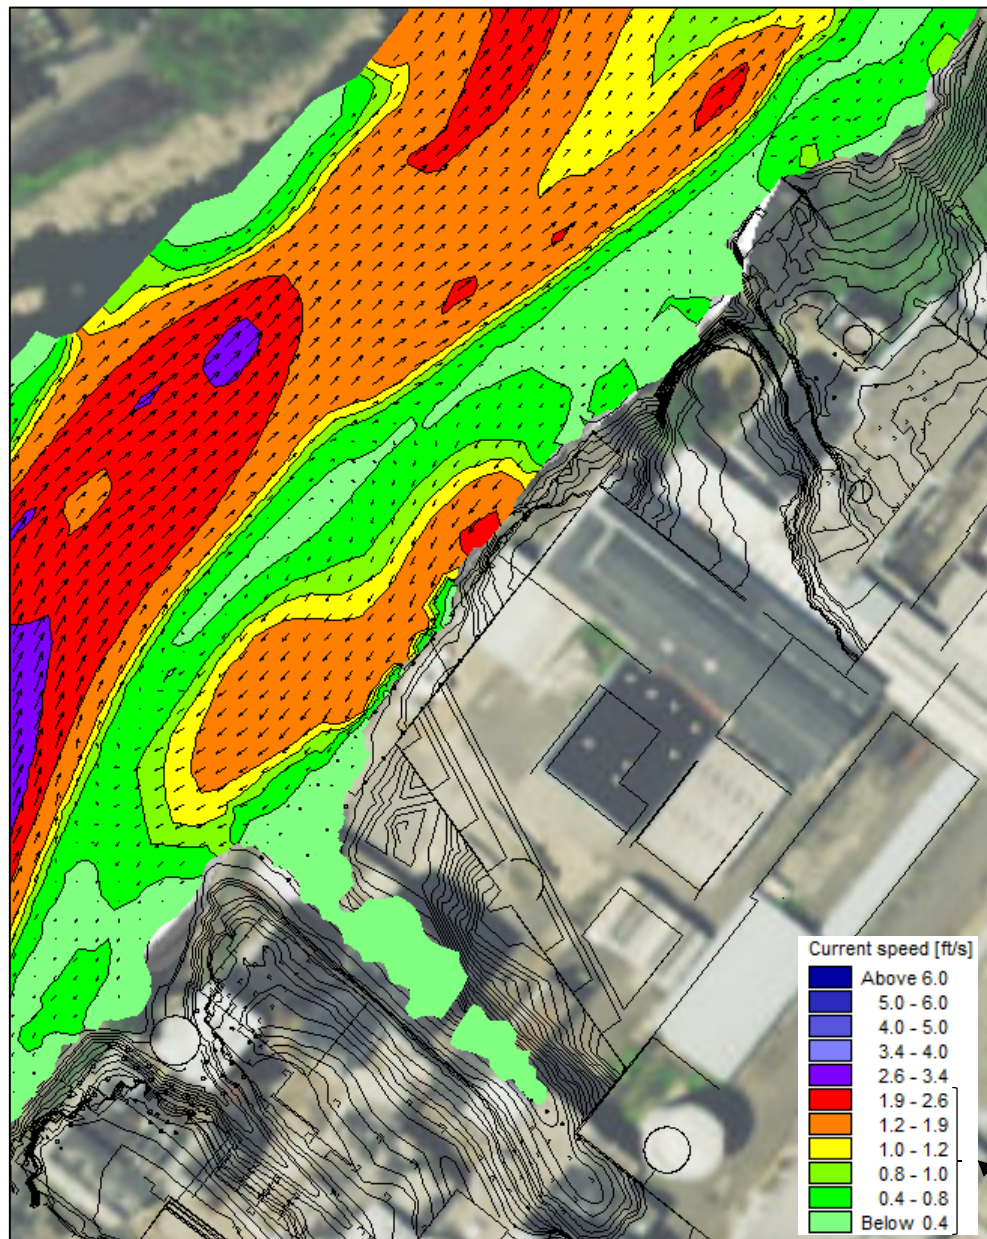 Current speed [ft/s]
Above 6.0
5.0 - 6.0
4.0 - 5.0
3.4 - 4.0
2.6 - 3.4
1.9 - 2.6
1.2 - 1.9
1.0 - 1.2
0.8 - 1.0
0.4 - 0.8
Below 0.4